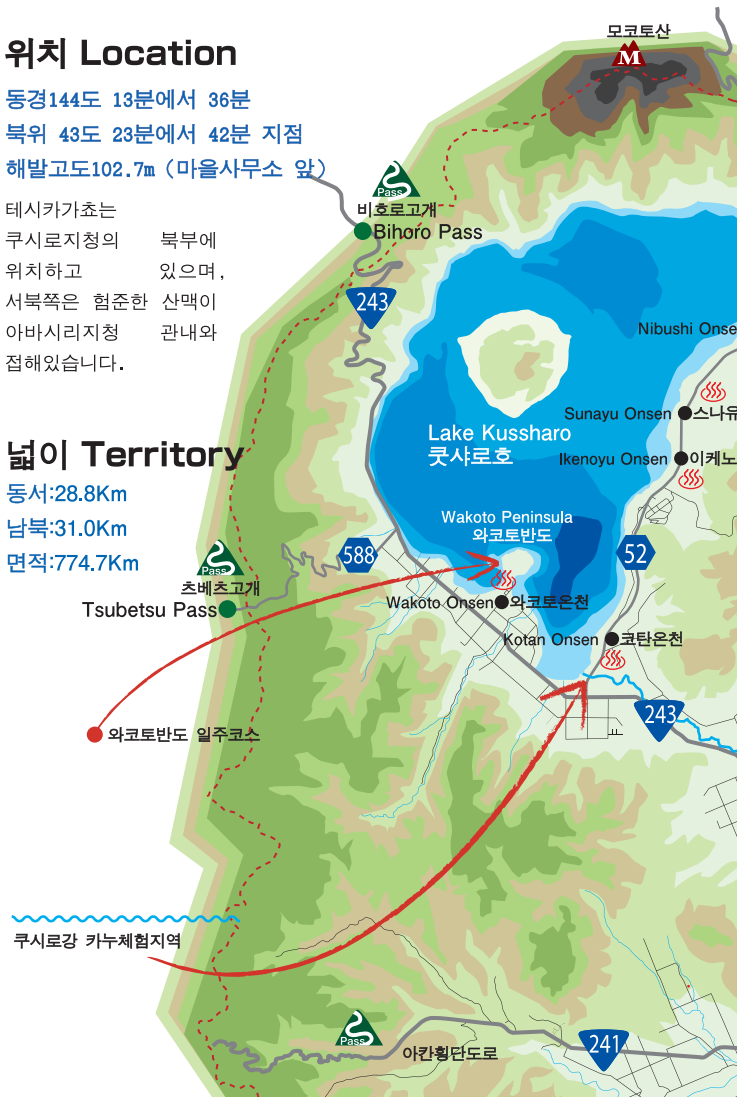 위치 Location
동경144도 13분에서 36분
북위 43도 23분에서 42분 지점
해발고도102.7m (마을사무소 앞)
테시카가쵸는
쿠시로지청의 북부에
위치하고 있으며,
서북쪽은 험준한 산맥이
아바시리지청 관내와
접해있습니다.
넓이 Territory
동서:28.8Km
남북:31.0Km
면적:774.7Km
모코토산
M
Pass
비호로고개
Bihoro Pass
243
Nibushi Onse
Sunayu Onsen
스나유
Lake Kussharo
쿳샤로호
Ikenoyu Onsen
이케노
Wakoto Peninsula
와코토반도
588
52
Pass
츠베츠고개
Tsubetsu Pass
Wakoto Onsen
와코토온천
Kotan Onsen
코탄온천
243
와코토반도 일주코스
쿠시로강 카누체험지역
Pass
아칸횡단도로
241